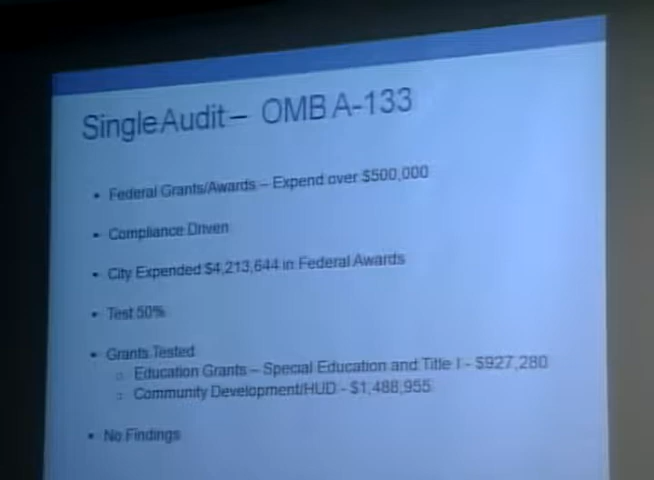 Single Audit – OMB A-133
• Federal Grants/Awards – Expend over $500,000
• Compliance Driven
• City Expended $4,213,644 in Federal Awards
• Test 50%
• Grants Tested
o Education Grants – Special Education and Title I - $927,280
o Community Development/HUD - $1,488,955
• No Findings